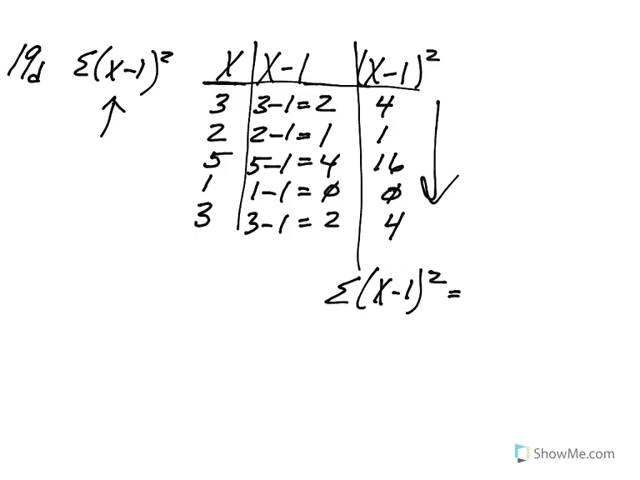 19d Σ(X-1)² X X-1 (X-1)²
3 3-1=2 4
2 2-1=1 1
5 5-1=4 16
1 1-1=0 0
3 3-1=2 4
Σ(X-1)²=
ShowMe.com